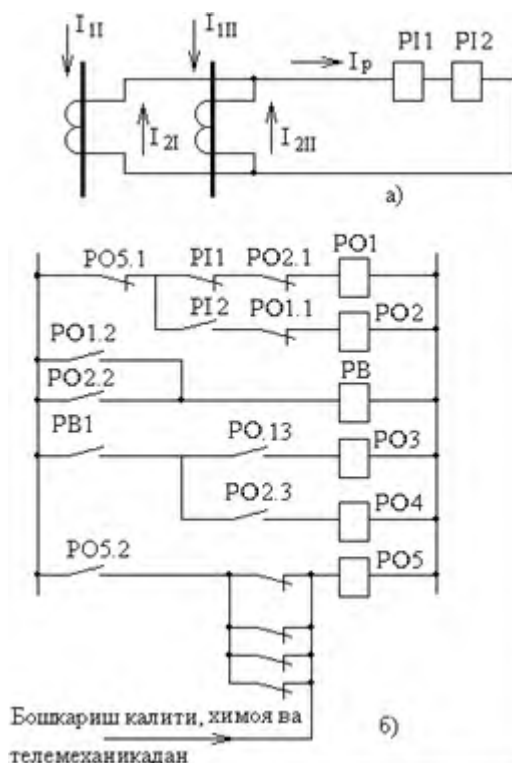 I1I I1II PI1 PI2
Ip
I2I I2II
а)
PO5.1 PI1 PO2.1 PO1
PI2 PO1.1 PO2
PO1.2
PO2.2 PB
PB1 PO.13 PO3
PO2.3 PO4
PO5.2 PO5
Бошкариш калити, химоя ва б)
телемеханикадан